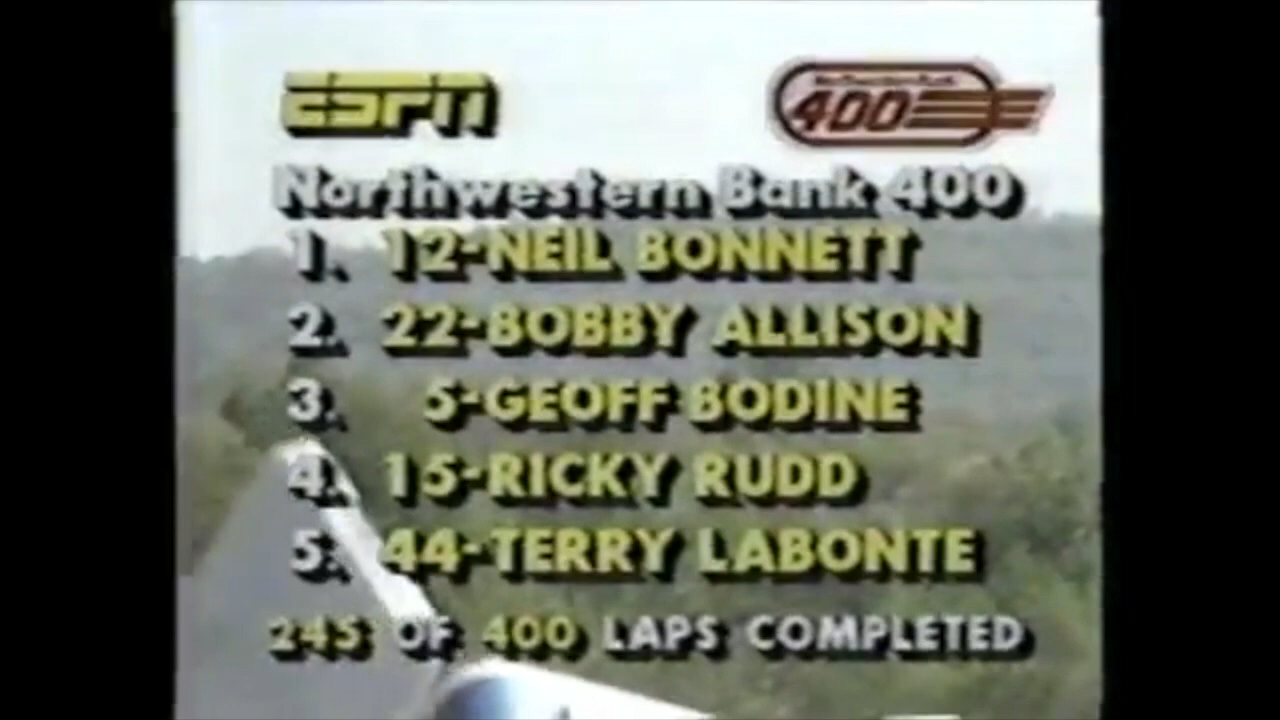 ESPN
400
Northwestern Bank 400
1. 12-NEIL BONNETT
2. 22-BOBBY ALLISON
3. 5-GEOFF BODINE
4. 15-RICKY RUDD
5. 44-TERRY LABONTE
245 OF 400 LAPS COMPLETED